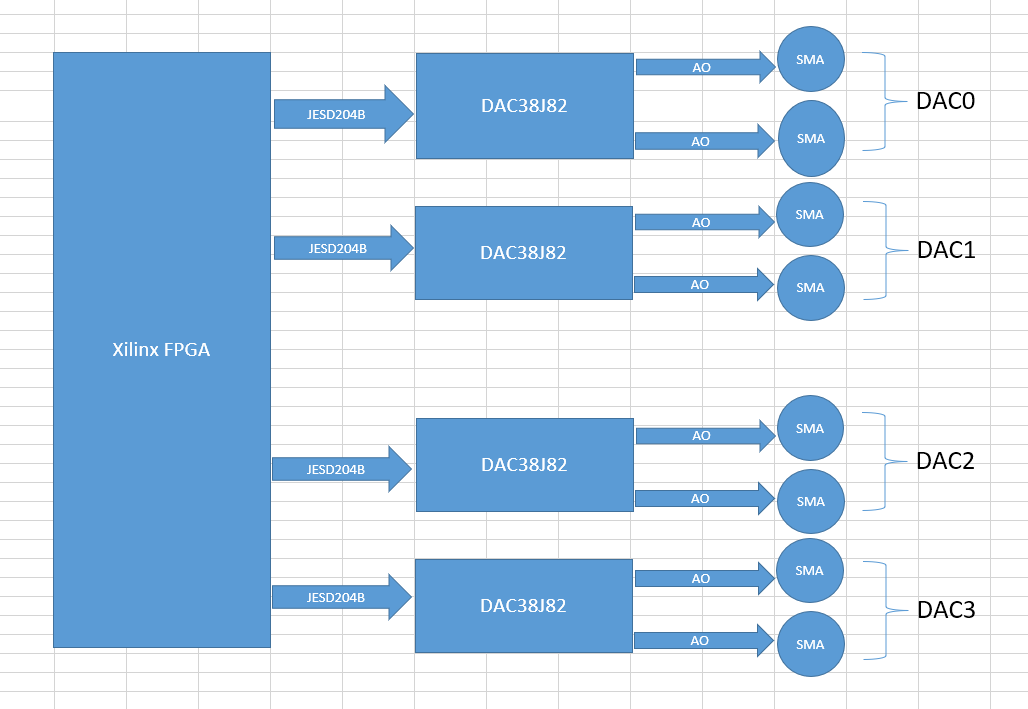 Xilinx FPGA
JESD204B
DAC38J82
AO
SMA
AO
SMA
DAC0
JESD204B
DAC38J82
AO
SMA
AO
SMA
DAC1
JESD204B
DAC38J82
AO
SMA
AO
SMA
DAC2
JESD204B
DAC38J82
AO
SMA
AO
SMA
DAC3